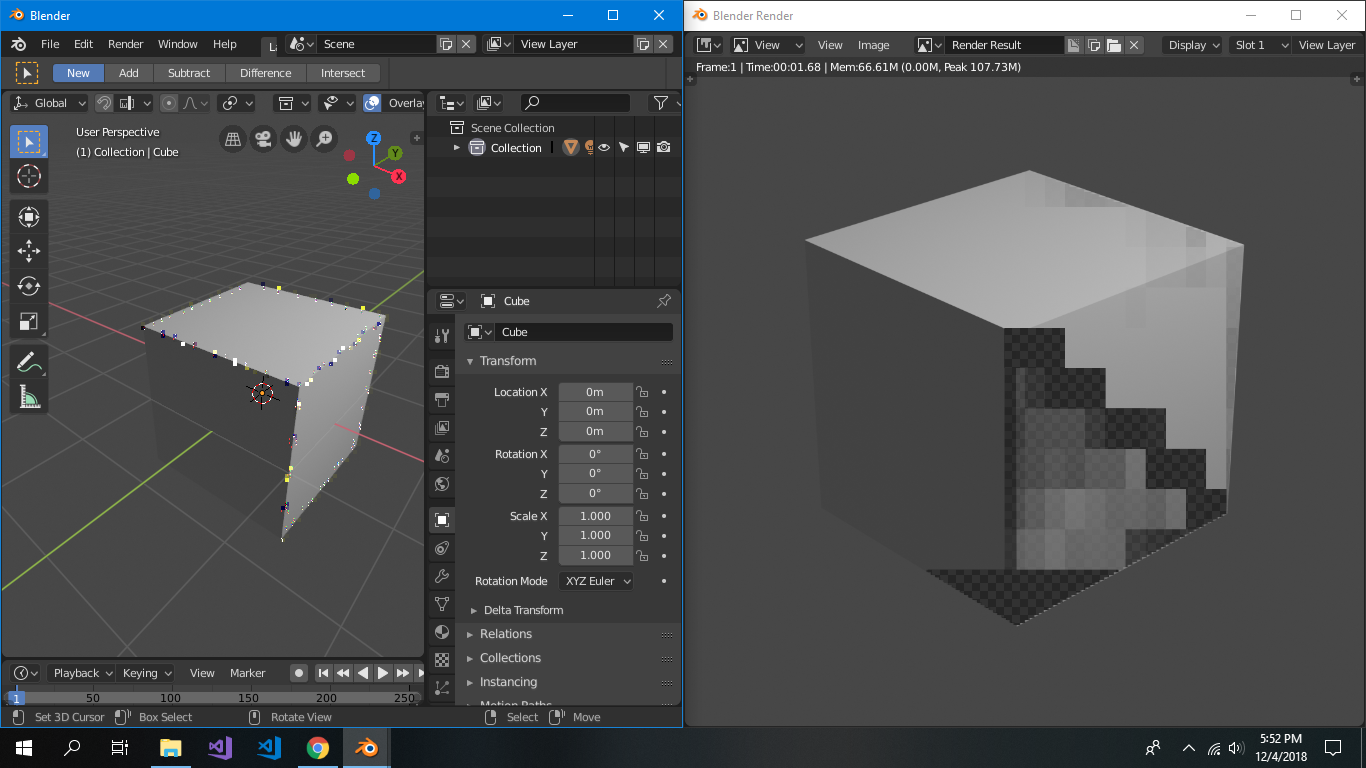 Blender
Blender Render
File Edit Render Window Help Scene View Layer
View View Image Render Result Display Slot 1 View Layer
New Add Subtract Difference Intersect
Frame:1 | Time:00:01.68 | Mem:66.61M (0.00M, Peak 107.73M)
Global Overlay
User Perspective
(1) Collection | Cube
Z
Y
X
Scene Collection
Collection
Cube
Cube
Transform
Location X 0m
Y 0m
Z 0m
Rotation X 0°
Y 0°
Z 0°
Scale X 1.000
Y 1.000
Z 1.000
Rotation Mode XYZ Euler
Delta Transform
Relations
Collections
Instancing
Motion Paths
Playback Keying View Marker
1 50 100 150 200 250
Set 3D Cursor Box Select Rotate View Select Move
5:52 PM
12/4/2018